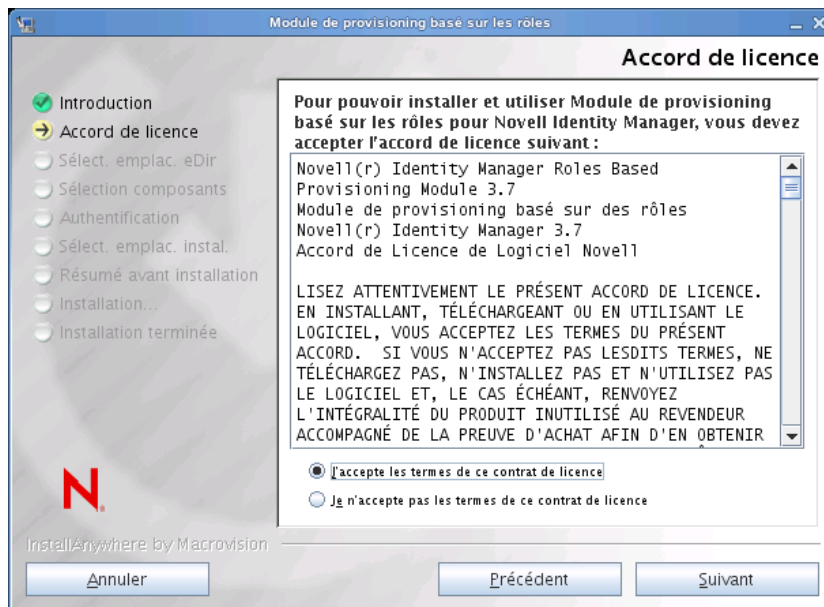 Module de provisioning basé sur les rôles
Accord de licence
Introduction
Accord de licence
Sélect. emplac. eDir
Sélection composants
Authentification
Sélect. emplac. instal.
Résumé avant installation
Installation...
Installation terminée
Pour pouvoir installer et utiliser Module de provisioning
basé sur les rôles pour Novell Identity Manager, vous devez
accepter l'accord de licence suivant :
Novell(r) Identity Manager Roles Based
Provisioning Module 3.7
Module de provisioning basé sur des rôles
Novell(r) Identity Manager 3.7
Accord de Licence de Logiciel Novell
LISEZ ATTENTIVEMENT LE PRÉSENT ACCORD DE LICENCE.
EN INSTALLANT, TÉLÉCHARGEANT OU EN UTILISANT LE
LOGICIEL, VOUS ACCEPTEZ LES TERMES DU PRÉSENT
ACCORD.  SI VOUS N'ACCEPTEZ PAS LESDITS TERMES, NE
TÉLÉCHARGEZ PAS, N'INSTALLEZ PAS ET N'UTILISEZ PAS
LE LOGICIEL ET, LE CAS ÉCHÉANT, RENVOYEZ
L'INTÉGRALITÉ DU PRODUIT INUTILISÉ AU REVENDEUR
ACCOMPAGNÉ DE LA PREUVE D'ACHAT AFIN D'EN OBTENIR
J'accepte les termes de ce contrat de licence
Je n'accepte pas les termes de ce contrat de licence
N
InstallAnywhere by Macrovision
Annuler
Précédent
Suivant